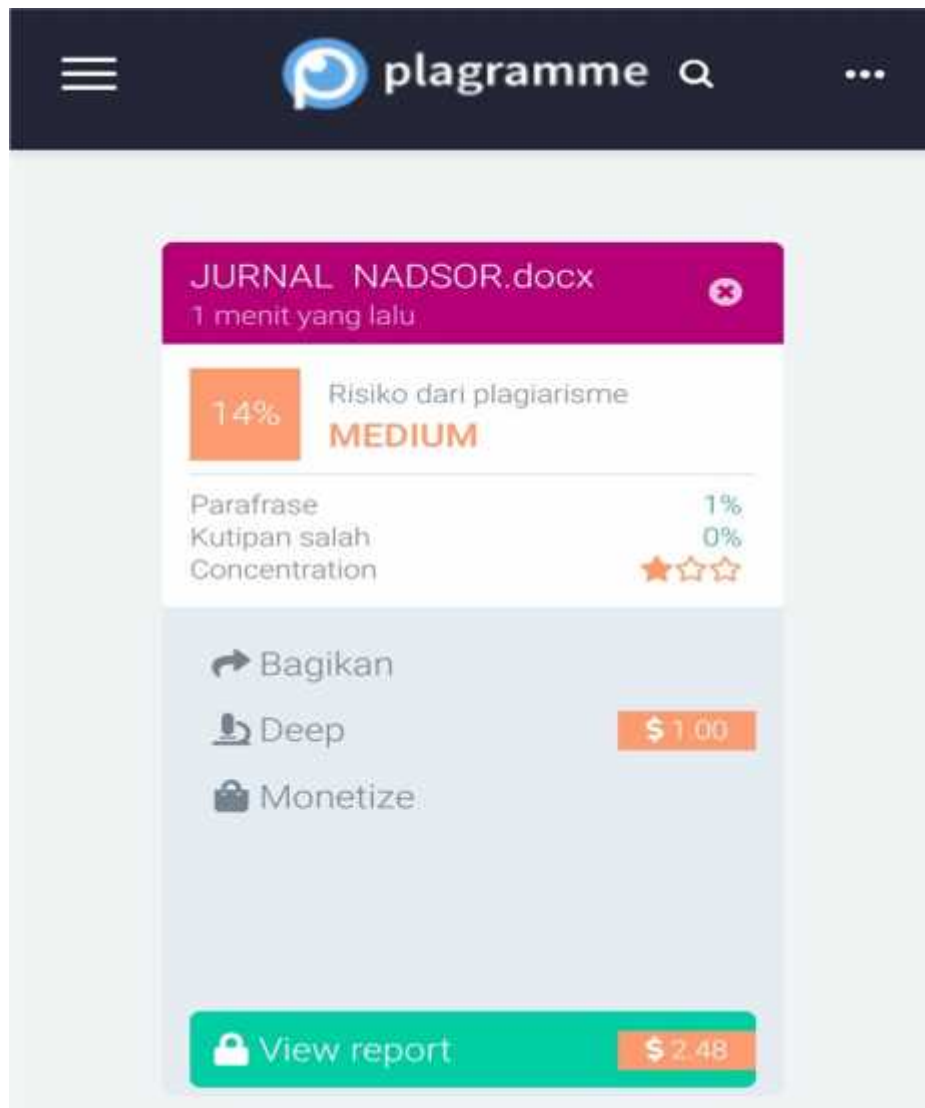 plagramme
JURNAL NADSOR.docx
1 menit yang lalu
14%
Risiko dari plagiarisme
MEDIUM
Parafrase 1%
Kutipan salah 0%
Concentration
Bagikan
Deep $ 1.00
Monetize
View report $ 2.48